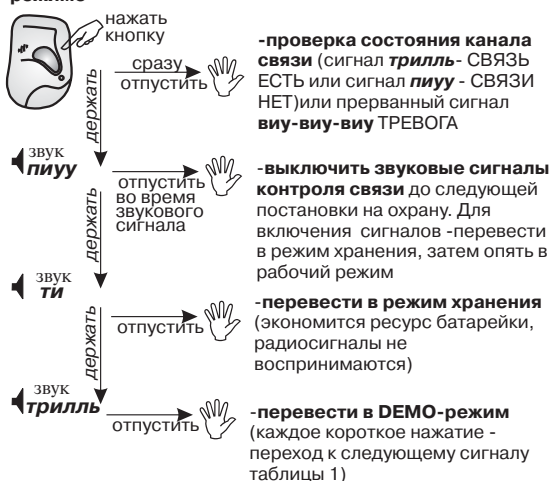 режиме
нажать
кнопку
держать
сразу
отпустить
-проверка состояния канала
связи (сигнал трилль- СВЯЗЬ
ЕСТЬ или сигнал пиуу - СВЯЗИ
НЕТ)или прерванный сигнал
виу-виу-виу ТРЕВОГА
звук
пиуу
держать
отпустить
во время
звукового
сигнала
-выключить звуковые сигналы
контроля связи до следующей
постановки на охрану. Для
включения сигналов -перевести
в режим хранения, затем опять в
рабочий режим
звук
ти
держать
отпустить
-перевести в режим хранения
(экономится ресурс батарейки,
радиосигналы не
воспринимаются)
звук
трилль
отпустить
-перевести в DEMO-режим
(каждое короткое нажатие -
переход к следующему сигналу
таблицы 1)